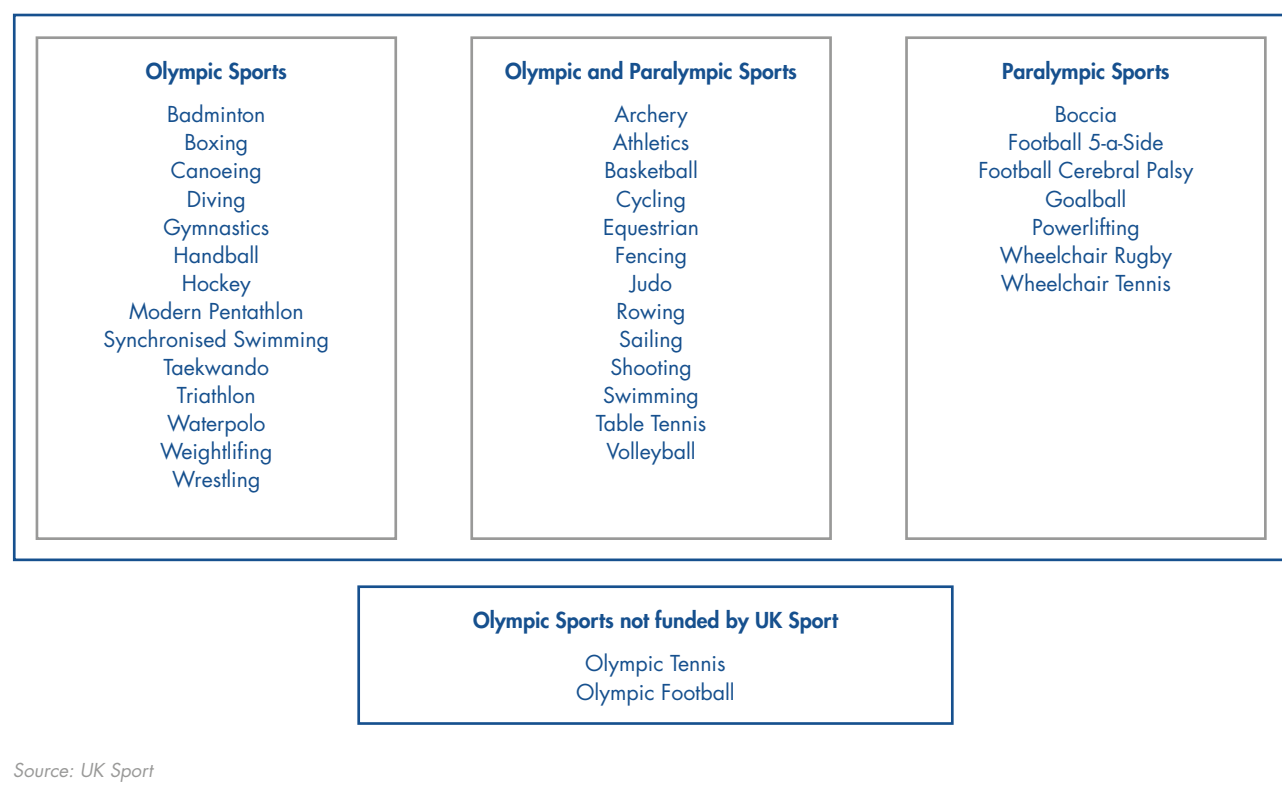 Olympic Sports
Badminton
Boxing
Canoeing
Diving
Gymnastics
Handball
Hockey
Modern Pentathlon
Synchronised Swimming
Taekwando
Triathlon
Waterpolo
Weightlifing
Wrestling
Olympic and Paralympic Sports
Archery
Athletics
Basketball
Cycling
Equestrian
Fencing
Judo
Rowing
Sailing
Shooting
Swimming
Table Tennis
Volleyball
Paralympic Sports
Boccia
Football 5-a-Side
Football Cerebral Palsy
Goalball
Powerlifting
Wheelchair Rugby
Wheelchair Tennis
Olympic Sports not funded by UK Sport
Olympic Tennis
Olympic Football
Source: UK Sport